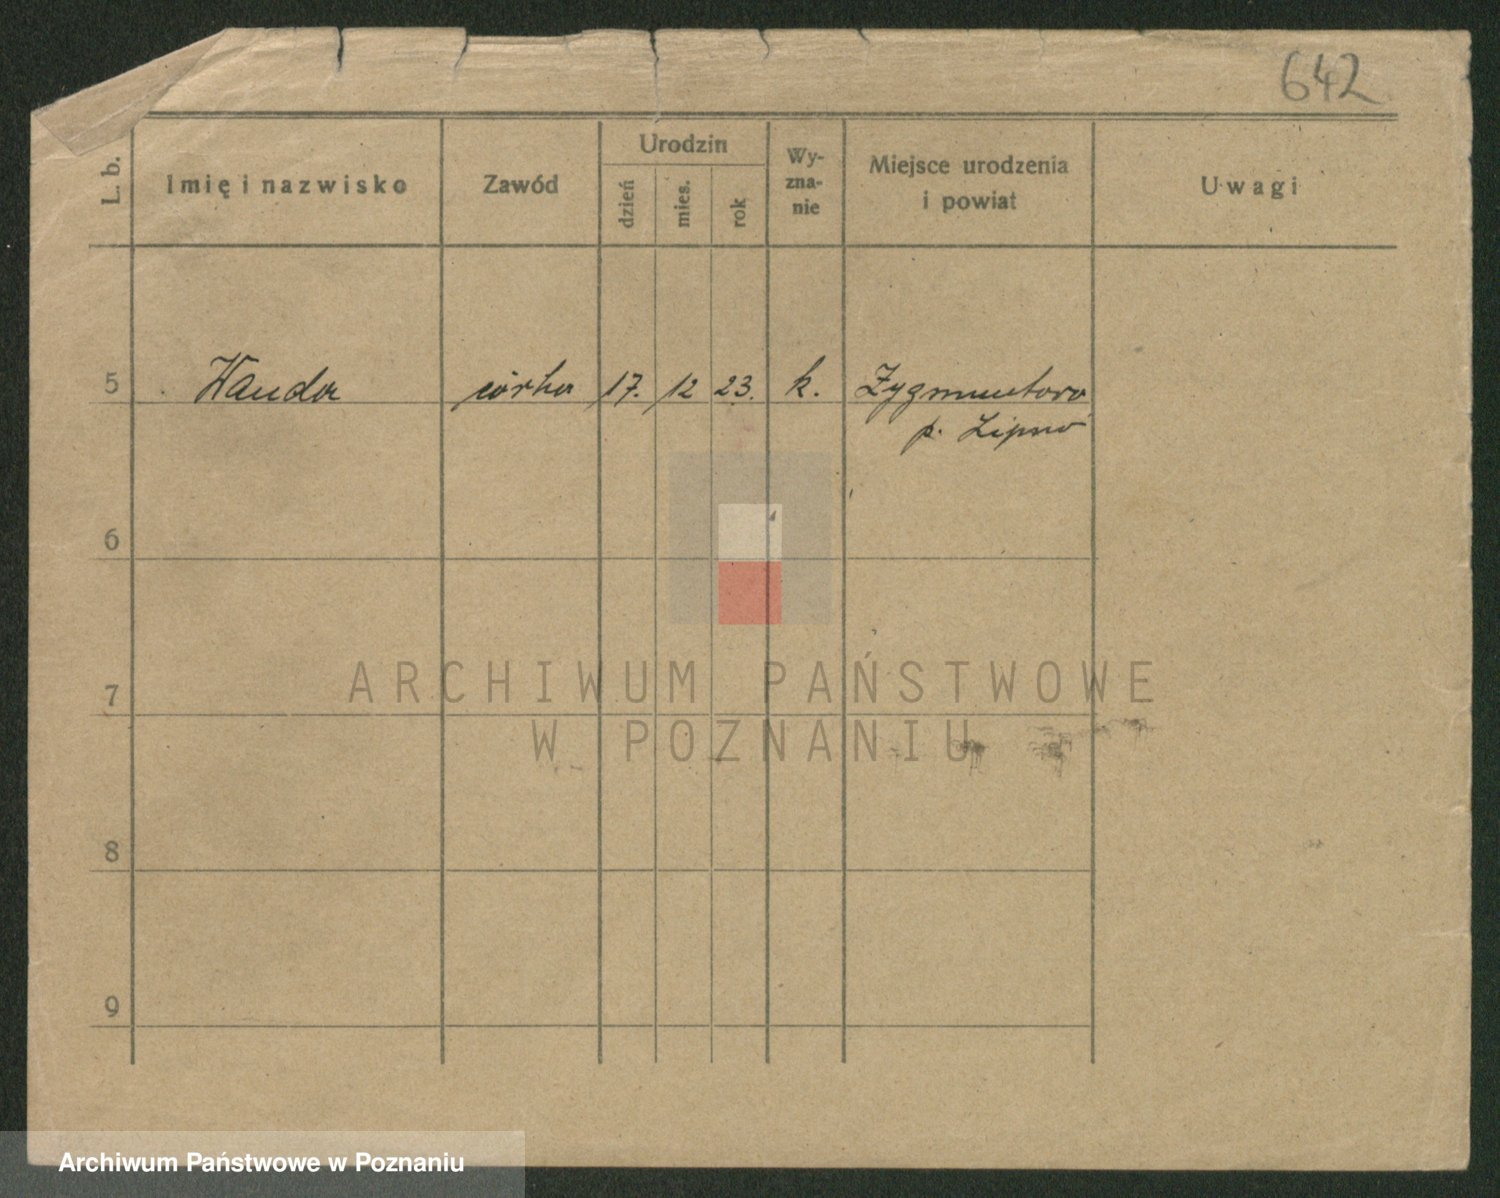 642
L. b.
Imię i nazwisko
Zawód
Urodzin
dzień
mies.
rok
Wy-
zna-
nie
Miejsce urodzenia
i powiat
Uwagi
5 Wanda córka 17. 12 23. k. Zygmuntowo
p. Lipno
6
ARCHIWUM PAŃSTWOWE
7
W POZNANIU
8
9
Archiwum Państwowe w Poznaniu